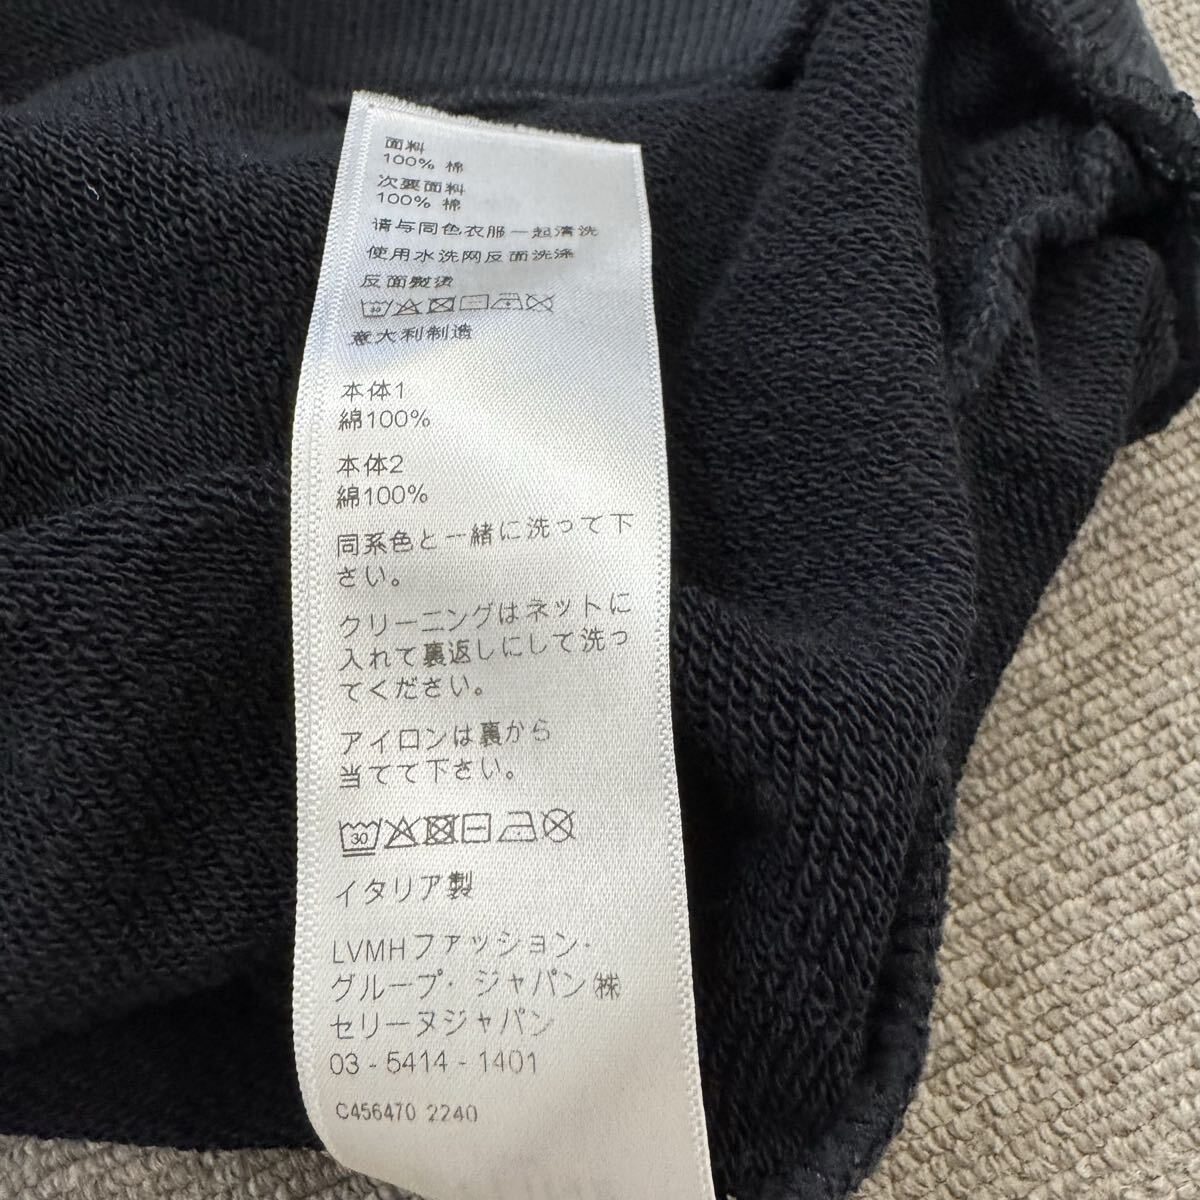 面料
100% 棉
次要面料
100% 棉
请与同色衣服一起清洗
使用水洗网反面洗涤
反面熨烫
30
意大利制造
本体1
綿100%
本体2
綿100%
同系色と一緒に洗って下
さい。
クリーニングはネットに
入れて裏返しにして洗っ
てください。
アイロンは裏から
当てて下さい。
30
イタリア製
LVMHファッション・
グループ・ジャパン㈱
セリーヌジャパン
03 - 5414 - 1401
C456470 2240